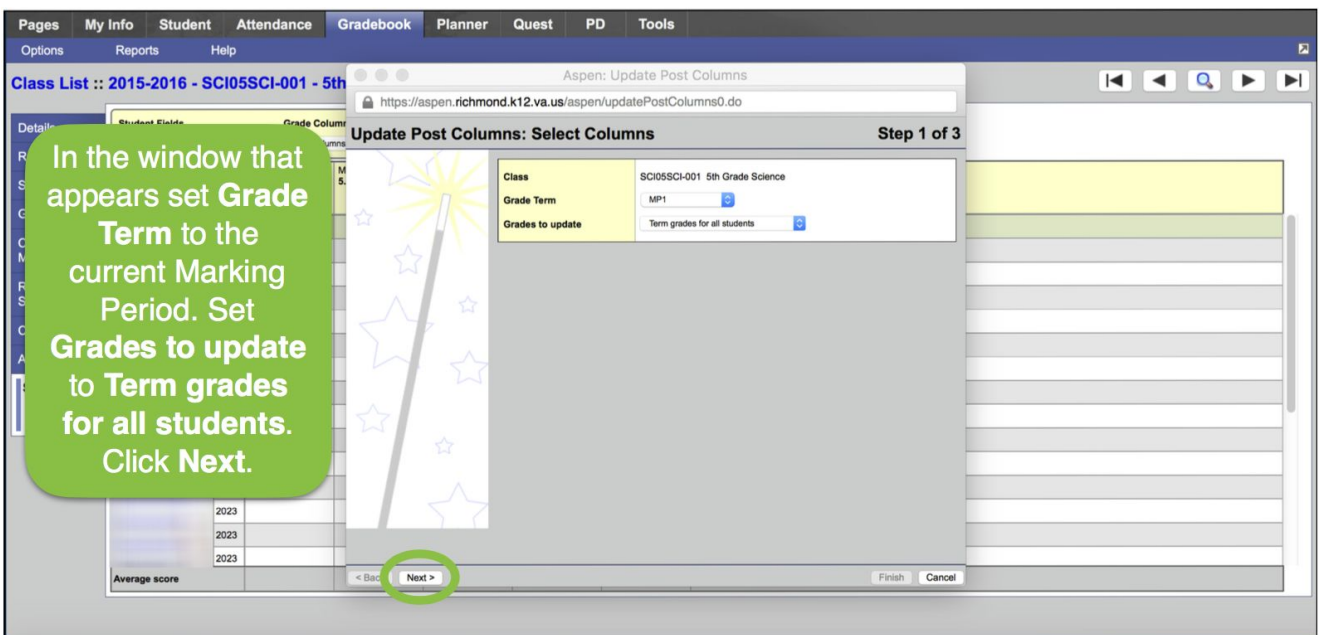 Pages My Info Student Attendance Gradebook Planner Quest PD Tools
Options Reports Help
Class List :: 2015-2016 - SCI05SCI-001 - 5th
Aspen: Update Post Columns
https://aspen.richmond.k12.va.us/aspen/updatePostColumns0.do
Update Post Columns: Select Columns Step 1 of 3
Details
Student Fields
In the window that
appears set Grade
Term to the
current Marking
Period. Set
Grades to update
to Term grades
for all students.
Click Next.
Class SCI05SCI-001 5th Grade Science
Grade Term MP1
Grades to update Term grades for all students
2023
2023
2023
Average score
Next > Finish Cancel